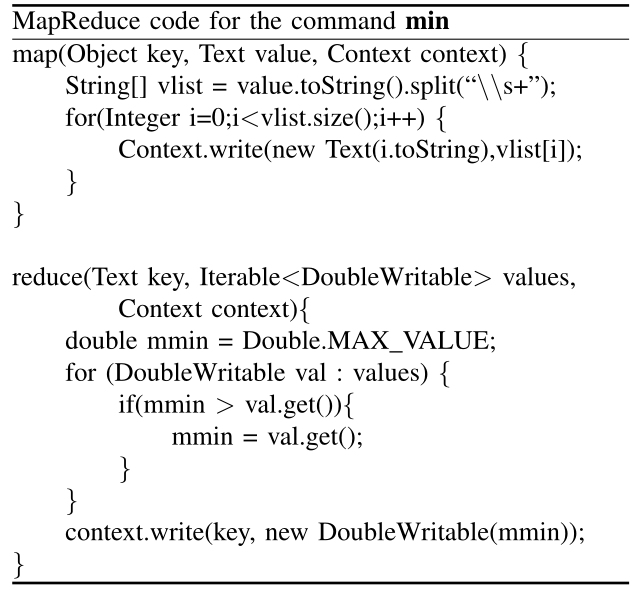 MapReduce code for the command min
map(Object key, Text value, Context context) {
String[] vlist = value.toString().split(“\\s+”);
for(Integer i=0;i<vlist.size();i++) {
Context.write(new Text(i.toString),vlist[i]);
}
}
reduce(Text key, Iterable<DoubleWritable> values,
Context context){
double mmin = Double.MAX_VALUE;
for (DoubleWritable val : values) {
if(mmin > val.get()){
mmin = val.get();
}
}
context.write(key, new DoubleWritable(mmin));
}